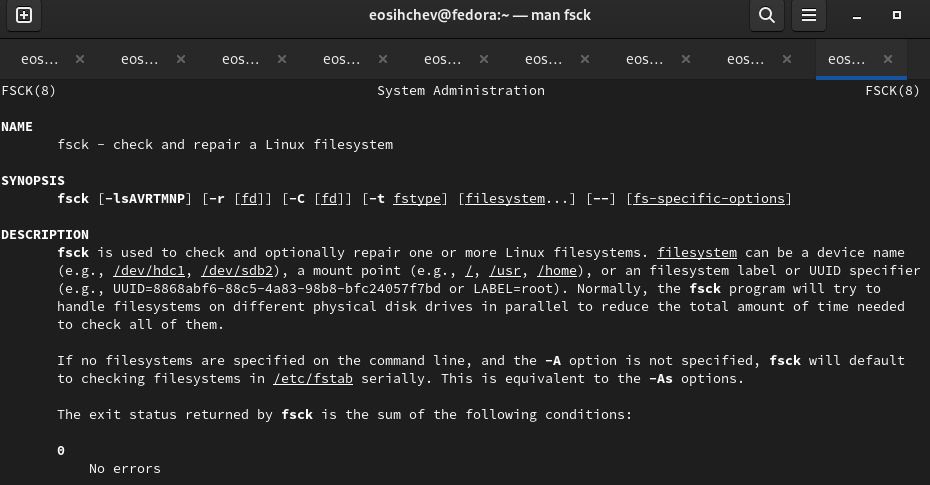 eosihchev@fedora:~ — man fsck
eos... × eos... × eos... × eos... × eos... × eos... × eos... × eos... × eos... ×
FSCK(8) System Administration FSCK(8)
NAME
fsck - check and repair a Linux filesystem
SYNOPSIS
fsck [-lsAVRTMNP] [-r [fd]] [-C [fd]] [-t fstype] [filesystem...] [--] [fs-specific-options]
DESCRIPTION
fsck is used to check and optionally repair one or more Linux filesystems. filesystem can be a device name
(e.g., /dev/hdc1, /dev/sdb2), a mount point (e.g., /, /usr, /home), or an filesystem label or UUID specifier
(e.g., UUID=8868abf6-88c5-4a83-98b8-bfc24057f7bd or LABEL=root). Normally, the fsck program will try to
handle filesystems on different physical disk drives in parallel to reduce the total amount of time needed
to check all of them.
If no filesystems are specified on the command line, and the -A option is not specified, fsck will default
to checking filesystems in /etc/fstab serially. This is equivalent to the -As options.
The exit status returned by fsck is the sum of the following conditions:
0
No errors